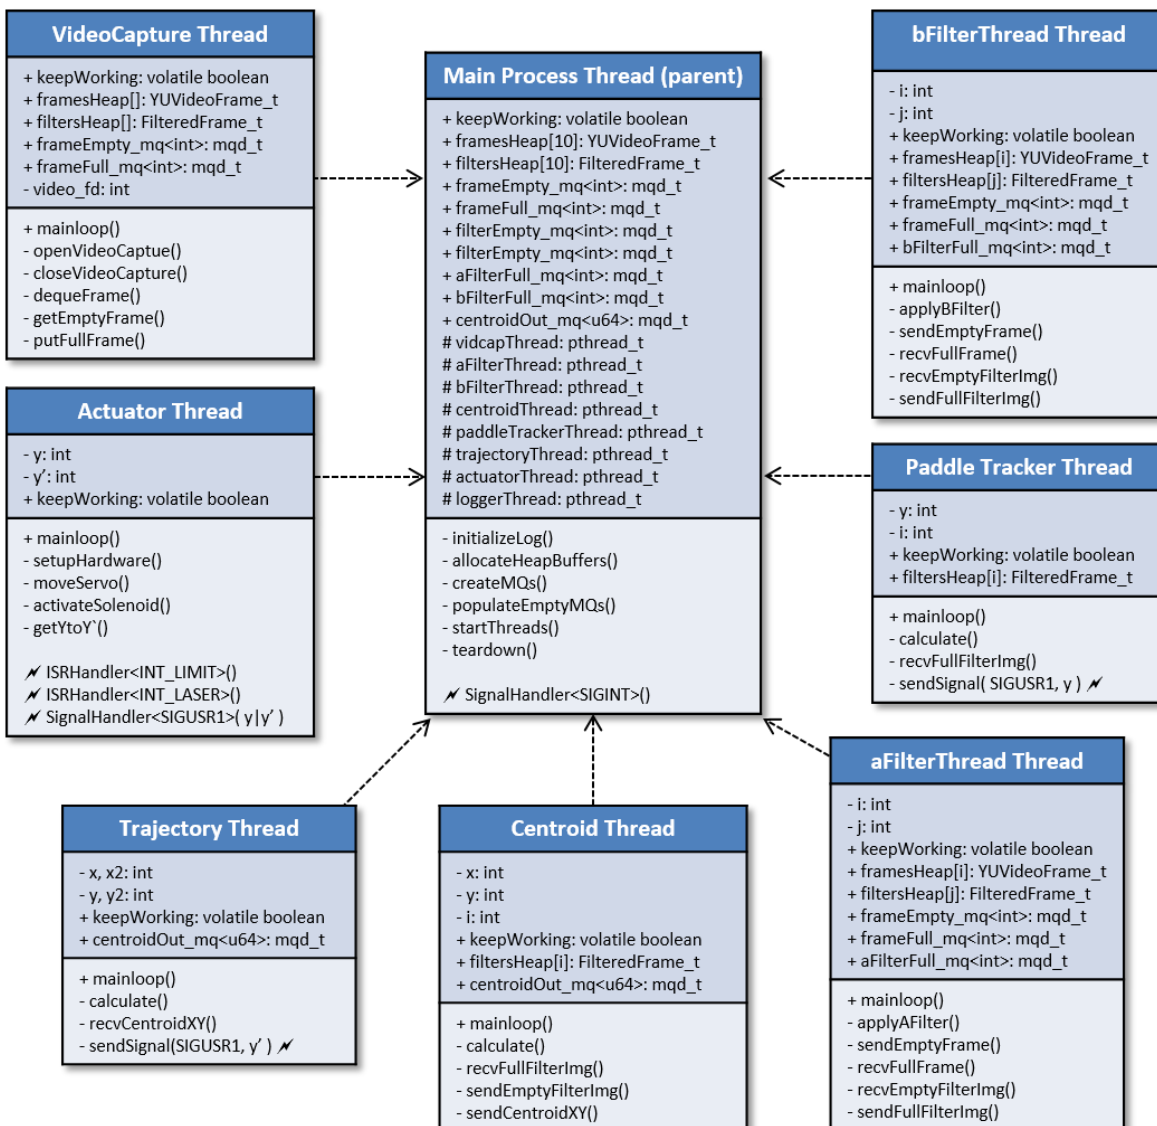 VideoCapture Thread
+ keepWorking: volatile boolean
+ framesHeap[]: YUVideoFrame_t
+ filtersHeap[]: FilteredFrame_t
+ frameEmpty_mq<int>: mqd_t
+ frameFull_mq<int>: mqd_t
- video_fd: int
+ mainloop()
- openVideoCaptue()
- closeVideoCapture()
- dequeFrame()
- getEmptyFrame()
- putFullFrame()
Actuator Thread
- y: int
- y’: int
+ keepWorking: volatile boolean
+ mainloop()
- setupHardware()
- moveServo()
- activateSolenoid()
- getYtoY`()
ISRHandler<INT_LIMIT>()
ISRHandler<INT_LASER>()
SignalHandler<SIGUSR1>( y|y’ )
Main Process Thread (parent)
+ keepWorking: volatile boolean
+ framesHeap[10]: YUVideoFrame_t
+ filtersHeap[10]: FilteredFrame_t
+ frameEmpty_mq<int>: mqd_t
+ frameFull_mq<int>: mqd_t
+ filterEmpty_mq<int>: mqd_t
+ filterEmpty_mq<int>: mqd_t
+ aFilterFull_mq<int>: mqd_t
+ bFilterFull_mq<int>: mqd_t
+ centroidOut_mq<u64>: mqd_t
# vidcapThread: pthread_t
# aFilterThread: pthread_t
# bFilterThread: pthread_t
# centroidThread: pthread_t
# paddleTrackerThread: pthread_t
# trajectoryThread: pthread_t
# actuatorThread: pthread_t
# loggerThread: pthread_t
- initializeLog()
- allocateHeapBuffers()
- createMQs()
- populateEmptyMQs()
- startThreads()
- teardown()
SignalHandler<SIGINT>()
bFilterThread Thread
- i: int
- j: int
+ keepWorking: volatile boolean
+ framesHeap[i]: YUVideoFrame_t
+ filtersHeap[j]: FilteredFrame_t
+ frameEmpty_mq<int>: mqd_t
+ frameFull_mq<int>: mqd_t
+ bFilterFull_mq<int>: mqd_t
+ mainloop()
- applyBFilter()
- sendEmptyFrame()
- recvFullFrame()
- recvEmptyFilterImg()
- sendFullFilterImg()
Paddle Tracker Thread
- y: int
- i: int
+ keepWorking: volatile boolean
+ filtersHeap[i]: FilteredFrame_t
+ mainloop()
- calculate()
- recvFullFilterImg()
- sendSignal( SIGUSR1, y )
Trajectory Thread
- x, x2: int
- y, y2: int
+ keepWorking: volatile boolean
+ centroidOut_mq<u64>: mqd_t
+ mainloop()
- calculate()
- recvCentroidXY()
- sendSignal(SIGUSR1, y’ )
Centroid Thread
- x: int
- y: int
- i: int
+ keepWorking: volatile boolean
+ filtersHeap[i]: FilteredFrame_t
+ centroidOut_mq<u64>: mqd_t
+ mainloop()
- calculate()
- recvFullFilterImg()
- sendEmptyFilterImg()
- sendCentroidXY()
aFilterThread Thread
- i: int
- j: int
+ keepWorking: volatile boolean
+ framesHeap[i]: YUVideoFrame_t
+ filtersHeap[j]: FilteredFrame_t
+ frameEmpty_mq<int>: mqd_t
+ frameFull_mq<int>: mqd_t
+ aFilterFull_mq<int>: mqd_t
+ mainloop()
- applyAFilter()
- sendEmptyFrame()
- recvFullFrame()
- recvEmptyFilterImg()
- sendFullFilterImg()